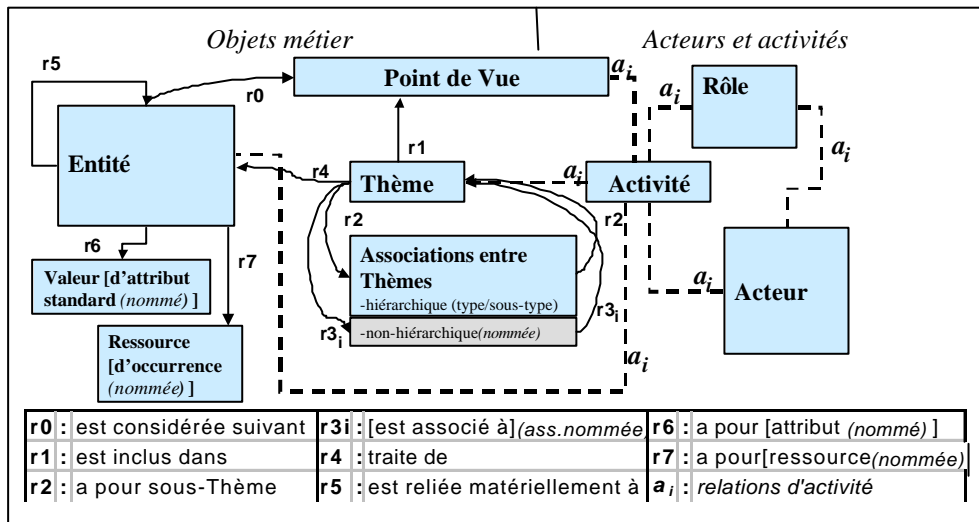 Objets métier
Acteurs et activités
r5
r0
Point de Vue
a i
a i
Rôle
Entité
r1
r4
Thème
a i
Activité
a i
r2
r2
r6
r7
Associations entre
Thèmes
-hiérarchique (type/sous-type)
-non-hiérarchique(nommée)
r3i
r3i
a i
a i
Acteur
Valeur [d’attribut
standard (nommé) ]
Ressource
[d’occurrence
(nommée) ]
r0 : est considérée suivant
r3i : [est associé à](ass.nommée)
r6 : a pour [attribut (nommé) ]
r1 : est inclus dans
r4 : traite de
r7 : a pour[ressource(nommée)
r2 : a pour sous-Thème
r5 : est reliée matériellement à
a i : relations d'activité